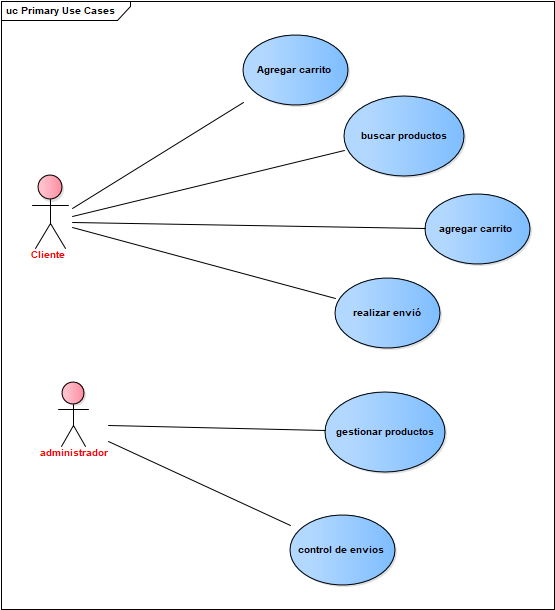 uc Primary Use Cases
Agregar carrito
buscar productos
agregar carrito
Cliente
realizar envió
gestionar productos
administrador
control de envios